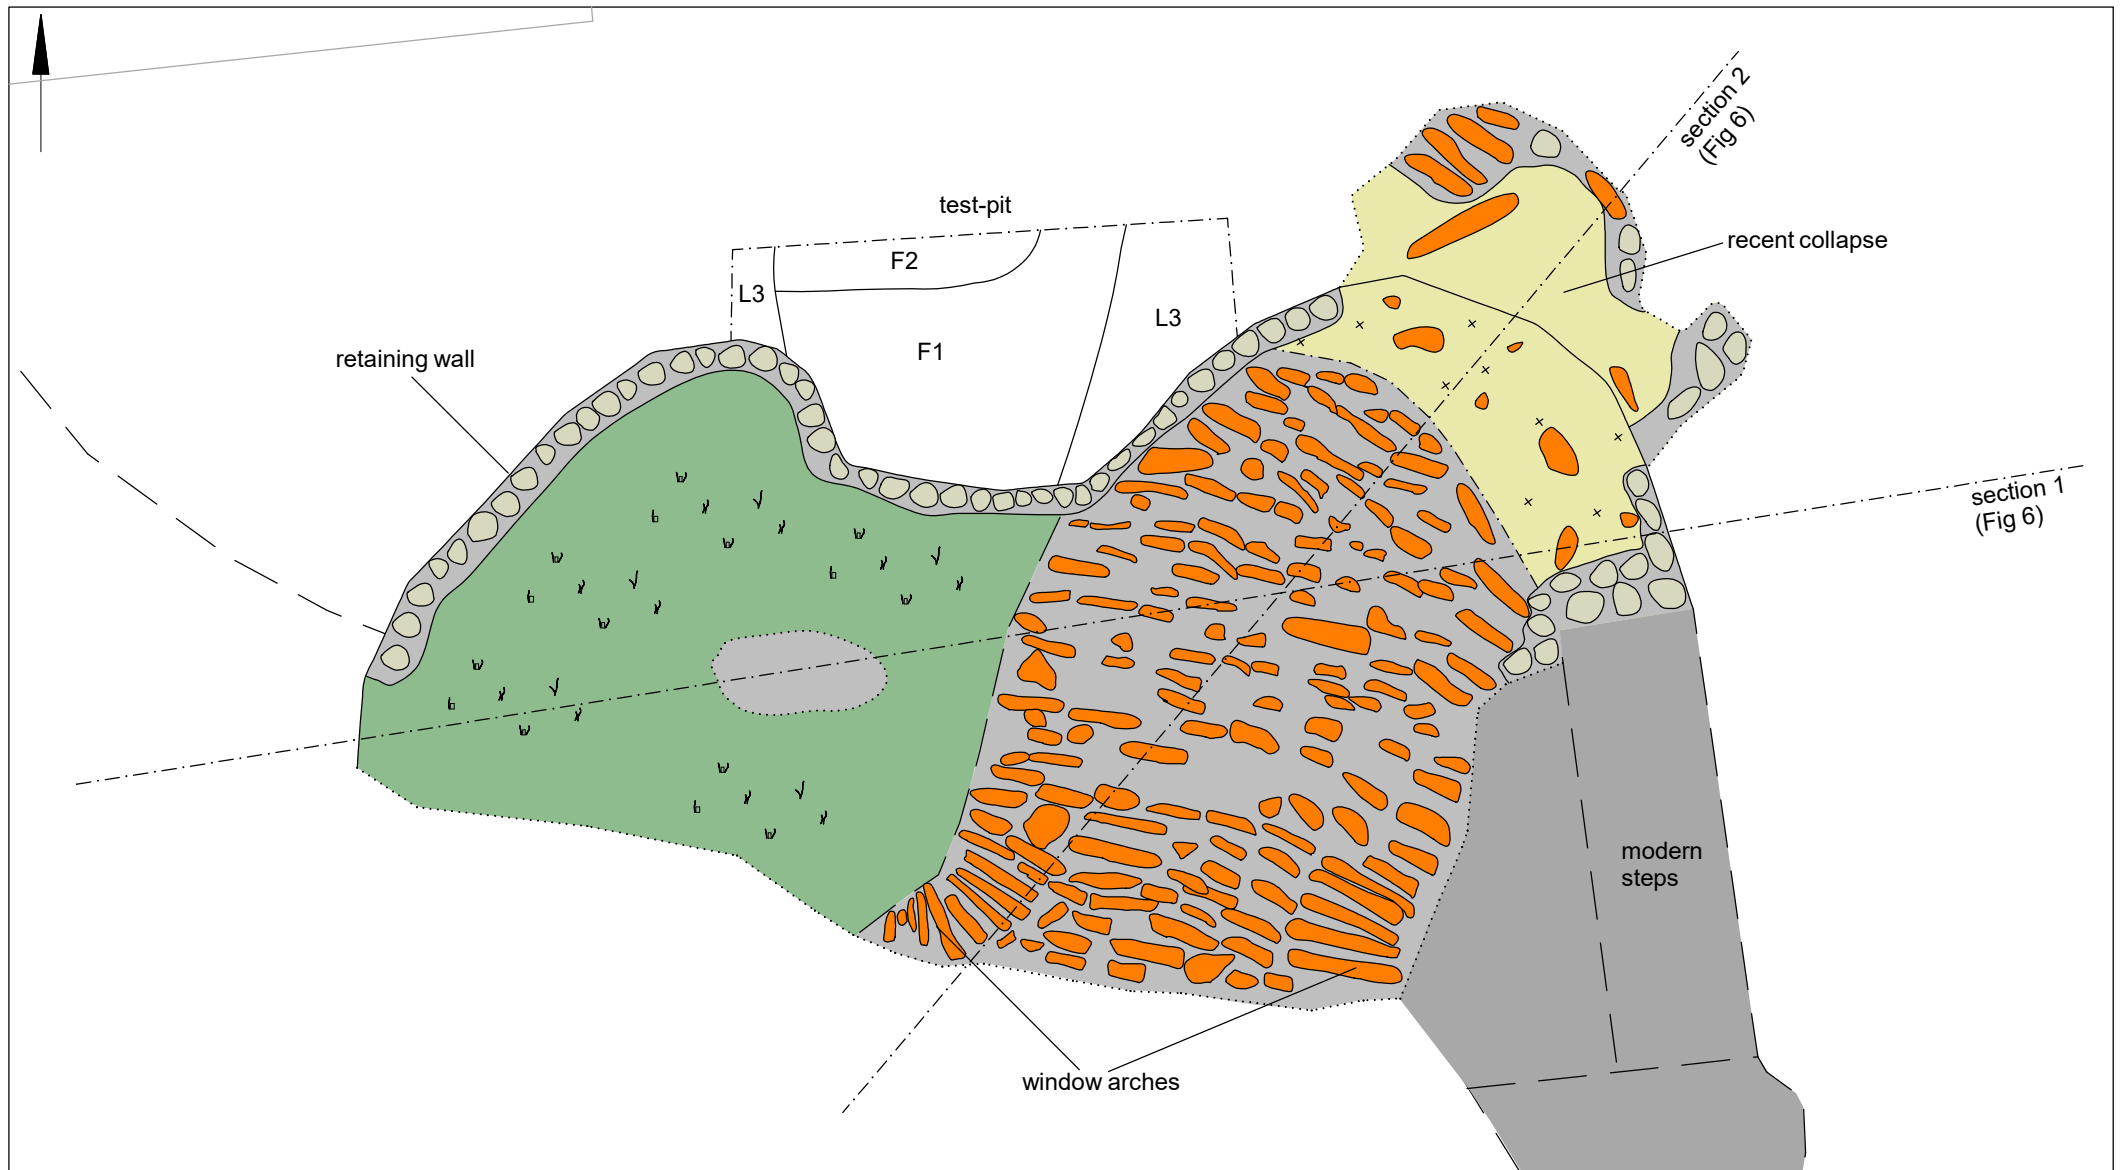 section 2
(Fig 6)
test-pit
recent collapse
F2
L3
L3
F1
retaining wall
section 1
(Fig 6)
modern
steps
window arches